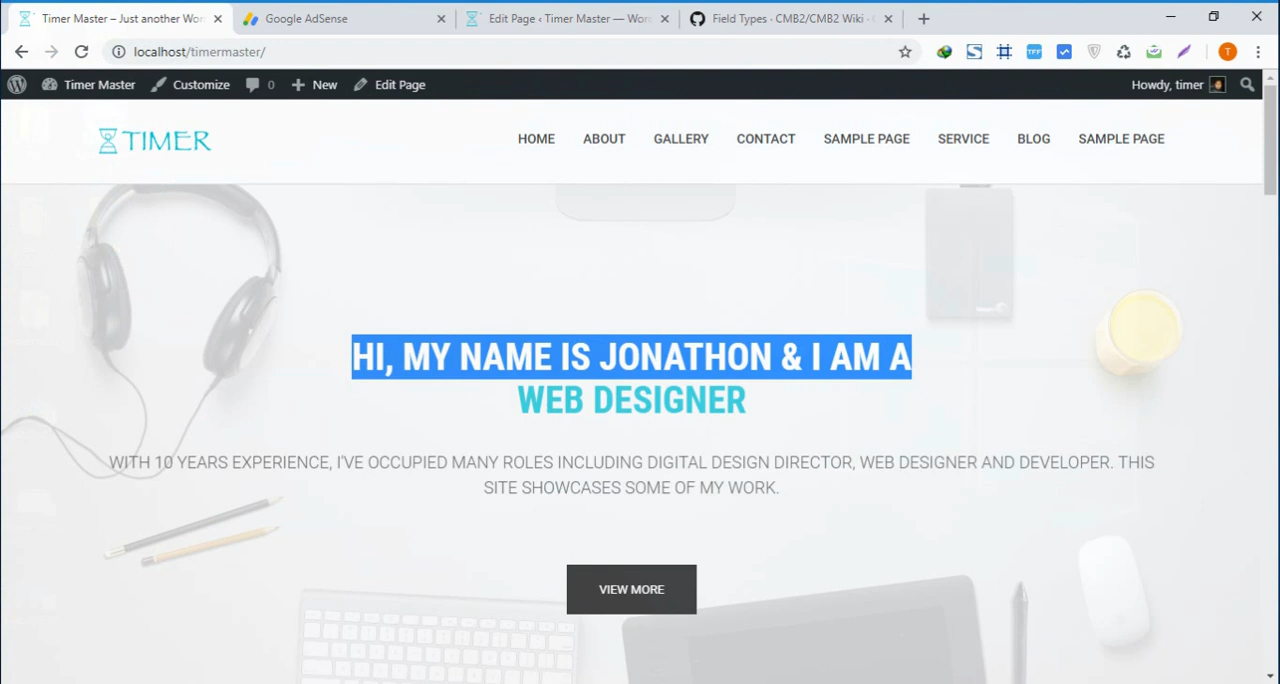 Timer Master – Just another Wor
Google AdSense
Edit Page ‹ Timer Master — Wor
Field Types · CMB2/CMB2 Wiki ·
localhost/timermaster/
TFF
T
Timer Master
Customize
0
New
Edit Page
Howdy, timer
TIMER
HOME
ABOUT
GALLERY
CONTACT
SAMPLE PAGE
SERVICE
BLOG
SAMPLE PAGE
HI, MY NAME IS JONATHON & I AM A
WEB DESIGNER
WITH 10 YEARS EXPERIENCE, I'VE OCCUPIED MANY ROLES INCLUDING DIGITAL DESIGN DIRECTOR, WEB DESIGNER AND DEVELOPER. THIS
SITE SHOWCASES SOME OF MY WORK.
VIEW MORE